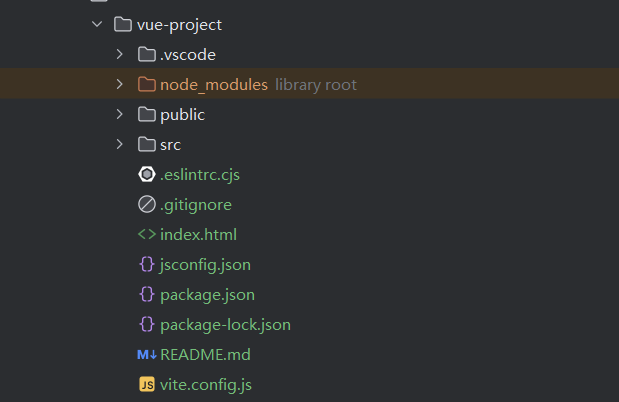 vue-project
.vscode
node_modules library root
public
src
.eslintrc.cjs
.gitignore
<> index.html
{} jsconfig.json
{} package.json
{} package-lock.json
M↓ README.md
JS vite.config.js